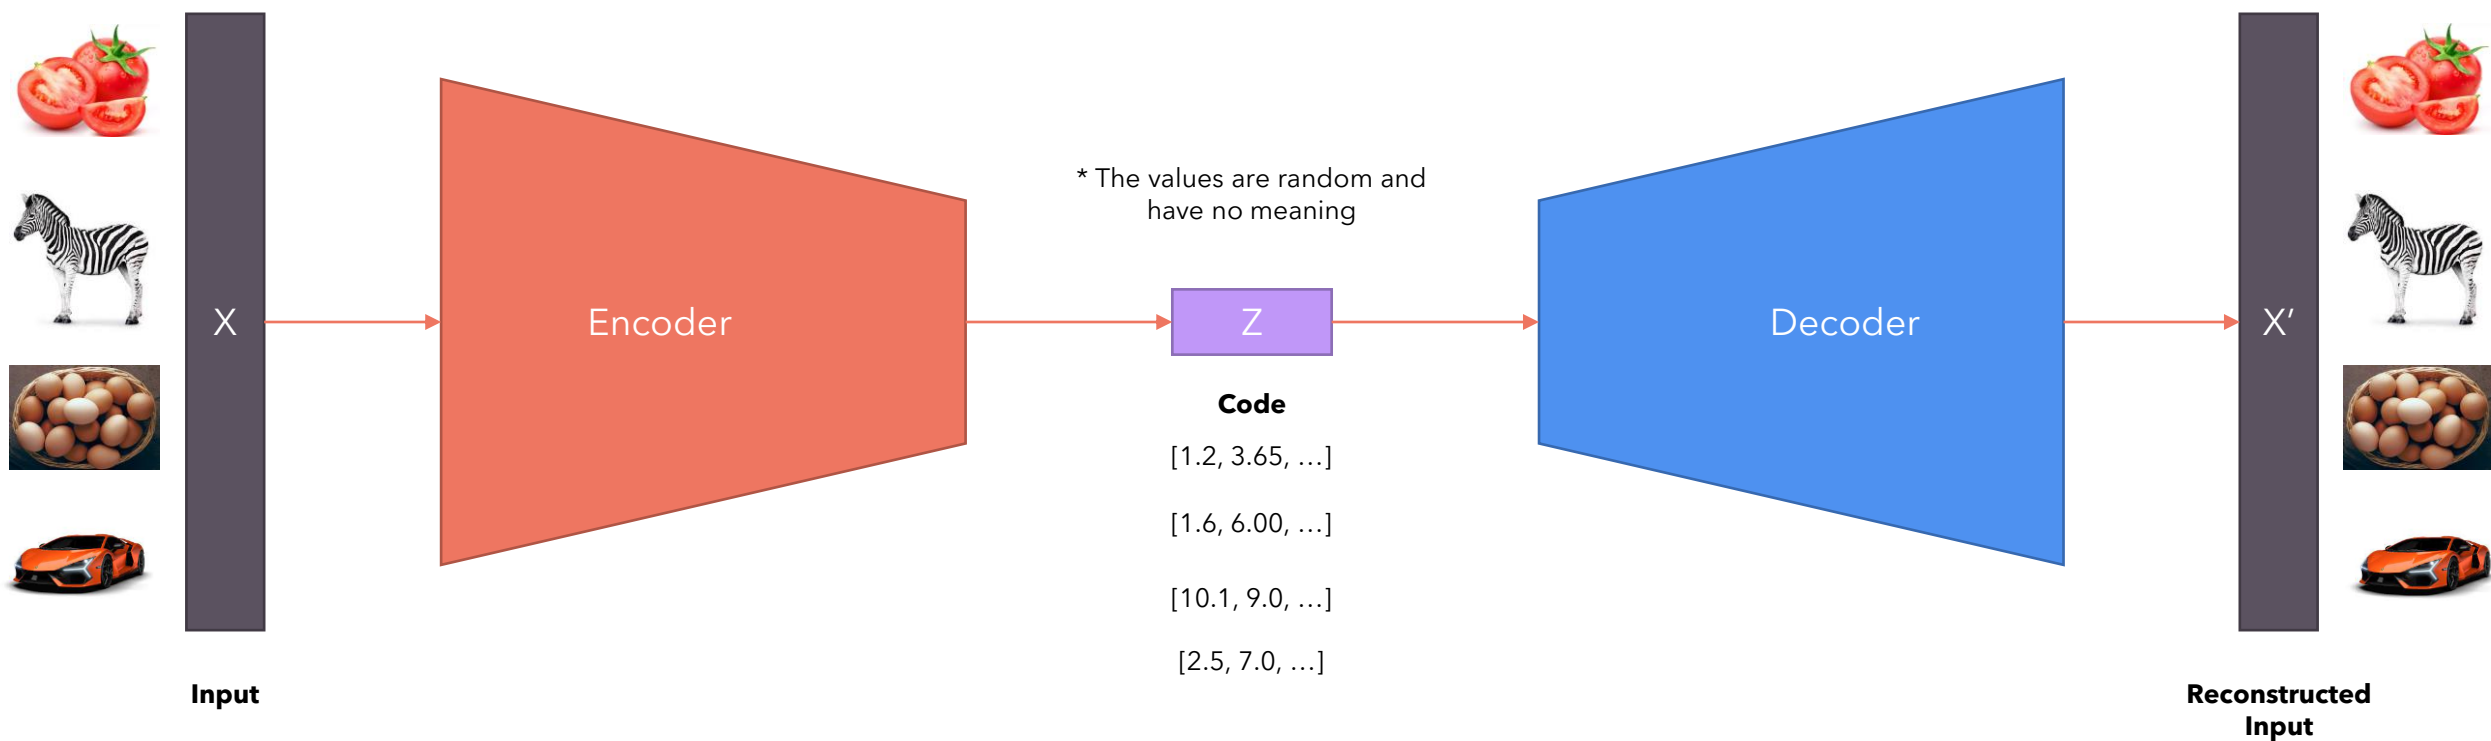 * The values are random and
have no meaning
X
Encoder
Z
Decoder
X′
Code
[1.2, 3.65, …]
[1.6, 6.00, …]
[10.1, 9.0, …]
[2.5, 7.0, …]
Input
Reconstructed
Input